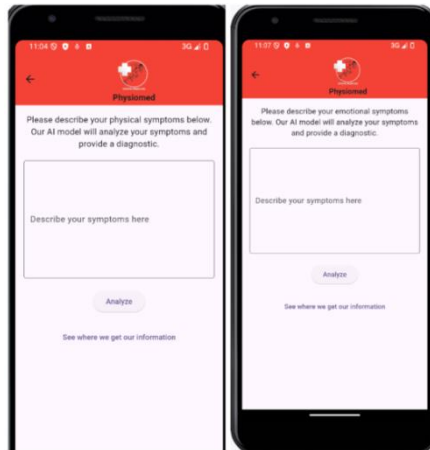 11:04
3G
Physiomed
Please describe your physical symptoms below.
Our AI model will analyze your symptoms and
provide a diagnostic.
Describe your symptoms here
Analyze
See where we get our information
11:07
3G
Physiomed
Please describe your emotional symptoms
below. Our AI model will analyze your symptoms
and provide a diagnostic.
Describe your symptoms here
Analyze
See where we get our information